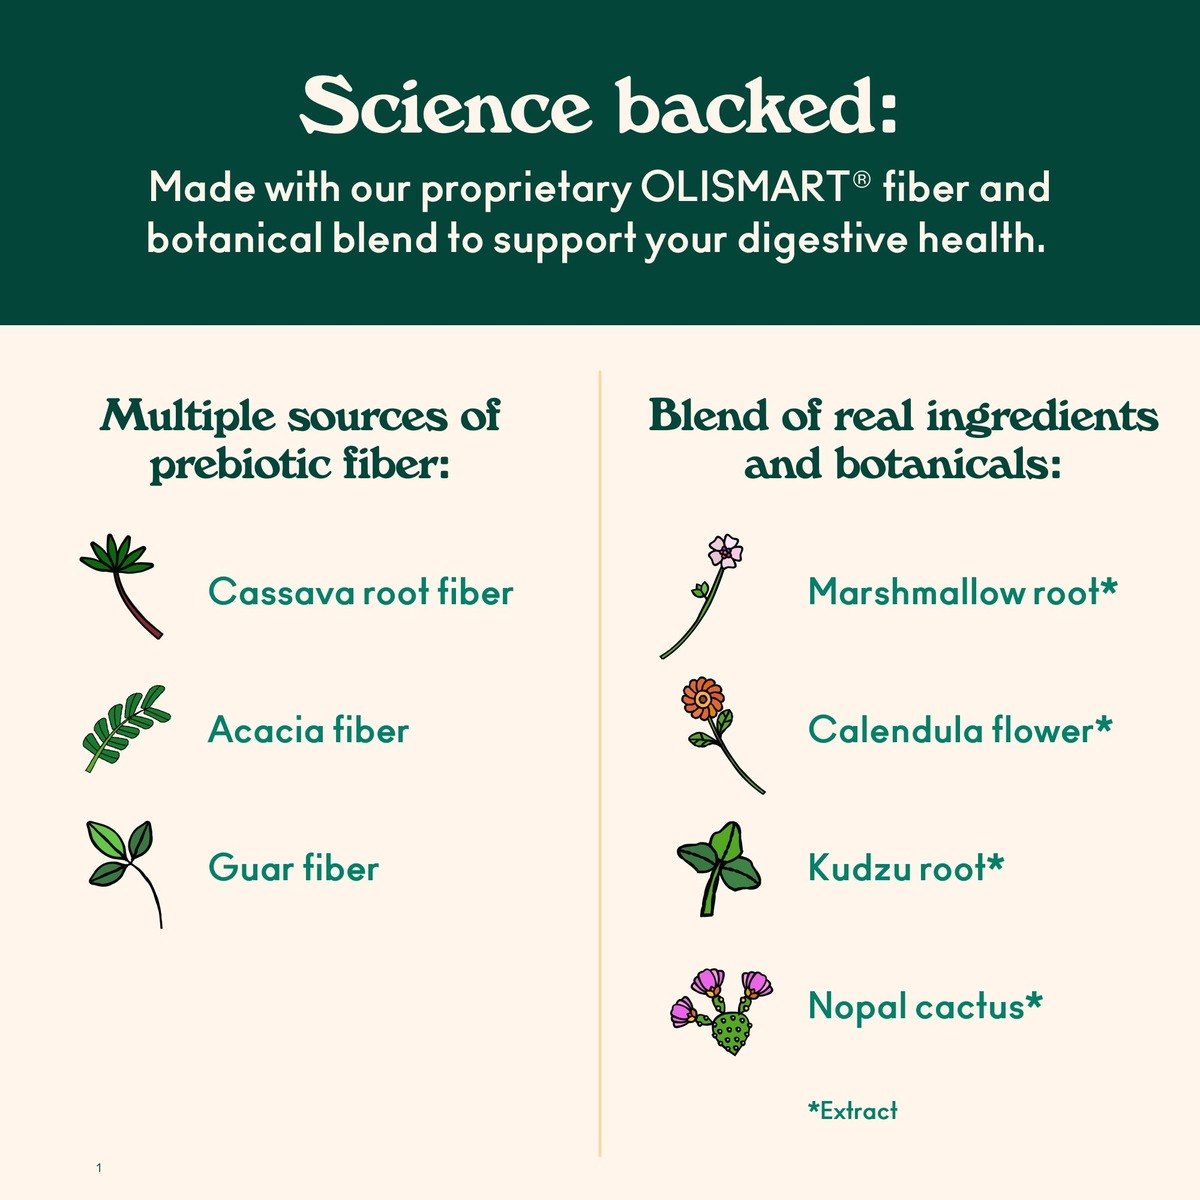 Science backed:
Made with our proprietary OLISMART® fiber and
botanical blend to support your digestive health.
Multiple sources of
prebiotic fiber:
Cassava root fiber
Acacia fiber
Guar fiber
Blend of real ingredients
and botanicals:
Marshmallow root*
Calendula flower*
Kudzu root*
Nopal cactus*
*Extract
1